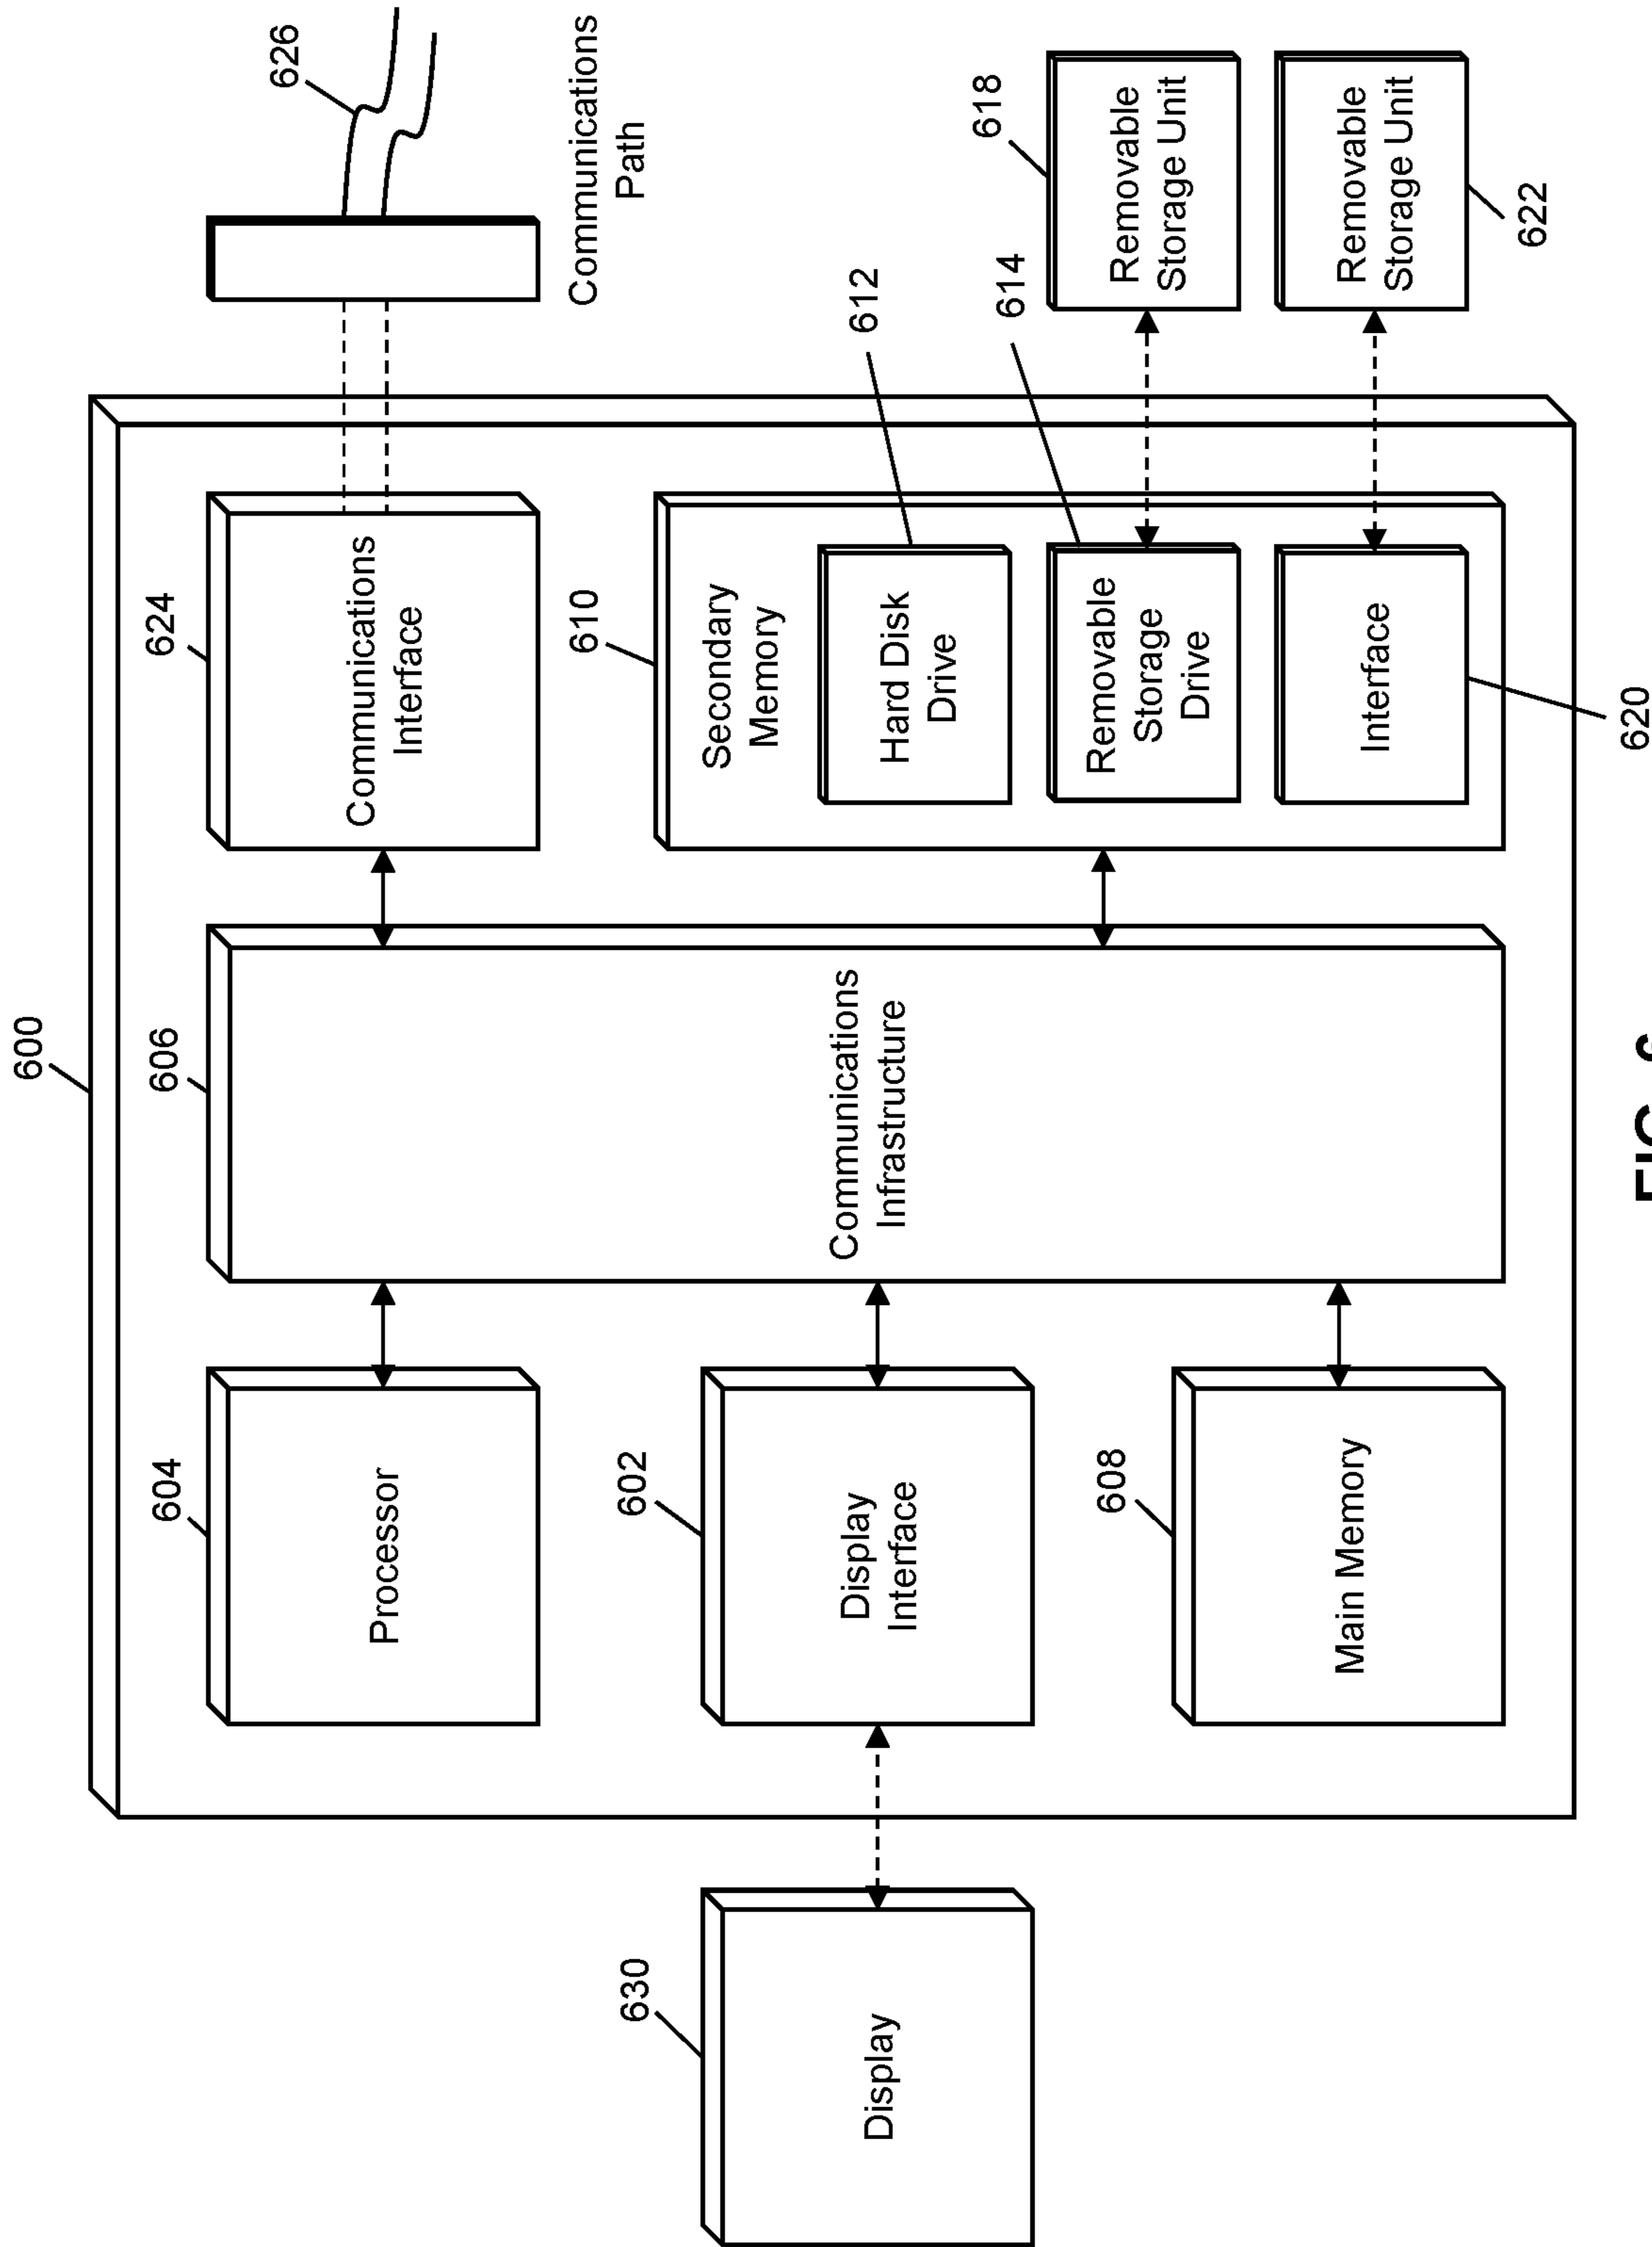 600
604
606
624
626
Processor
Communications
Interface
Communications
Path
630
602
610
Display
Display
Interface
Communications
Infrastructure
Secondary
Memory
612
Hard Disk
Drive
614
618
Removable
Storage
Drive
Removable
Storage Unit
608
Main Memory
Interface
Removable
Storage Unit
622
620
FIG. 6